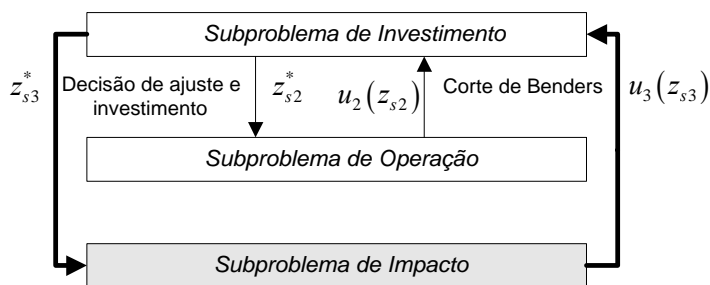 Subproblema de Investimento
z*s3
Decisão de ajuste e
investimento
z*s2
u2(zs2)
Corte de Benders
u3(zs3)
Subproblema de Operação
Subproblema de Impacto